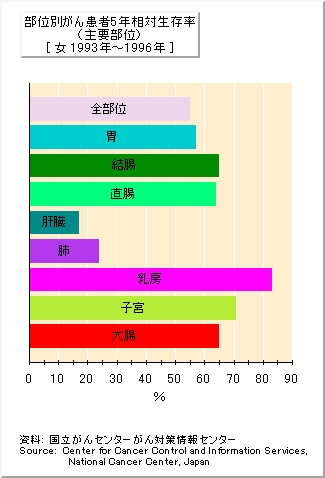 部位別がん患者5年相対生存率
（主要部位）
[ 女 1993年～1996年 ]
全部位
胃
結腸
直腸
肝臓
肺
乳房
子宮
大腸
0 10 20 30 40 50 60 70 80 90
%
資料: 国立がんセンターがん対策情報センター
Source: Center for Cancer Control and Information Services,
National Cancer Center, Japan